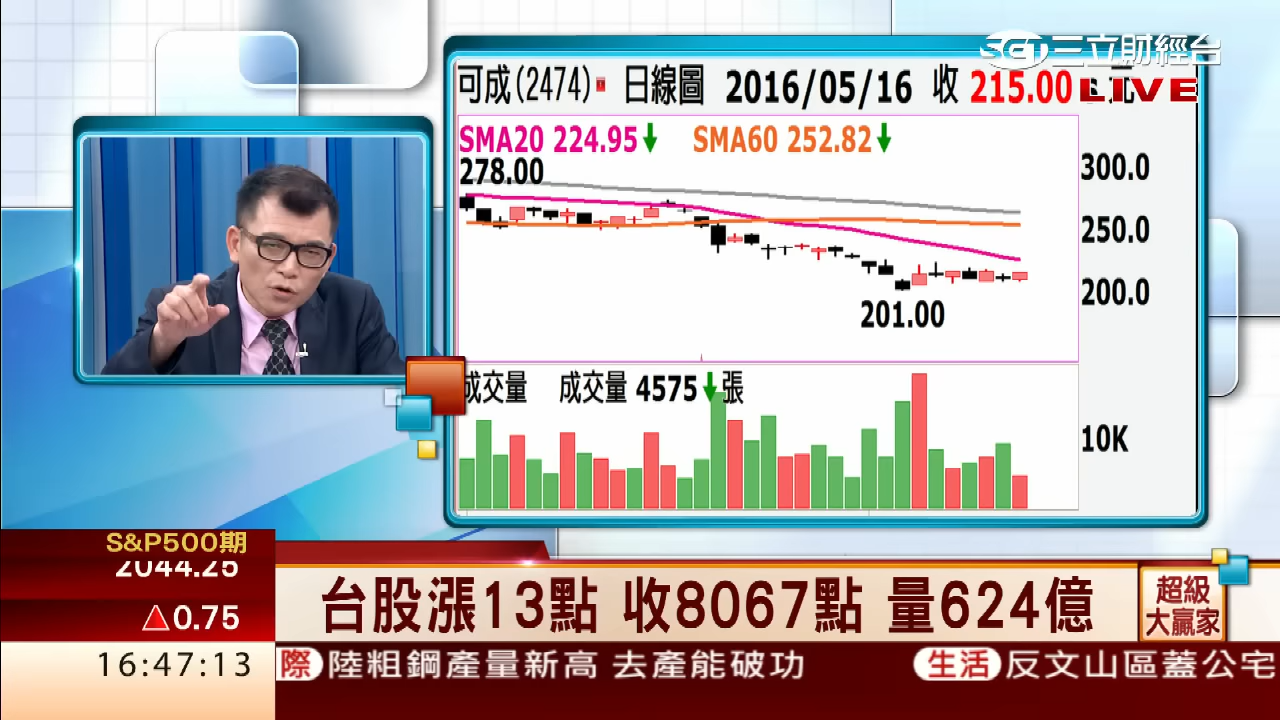 SET三立財經台
LIVE
可成(2474) 日線圖 2016/05/16 收 215.00 元
SMA20 224.95↓ SMA60 252.82↓
278.00
300.0
250.0
200.0
201.00
成交量 成交量 4575↓張
10K
S&P500期
2044.25
△0.75
16:47:13
台股漲13點 收8067點 量624億
超級
大贏家
際 陸粗鋼產量新高 去產能破功
生活 反文山區蓋公宅